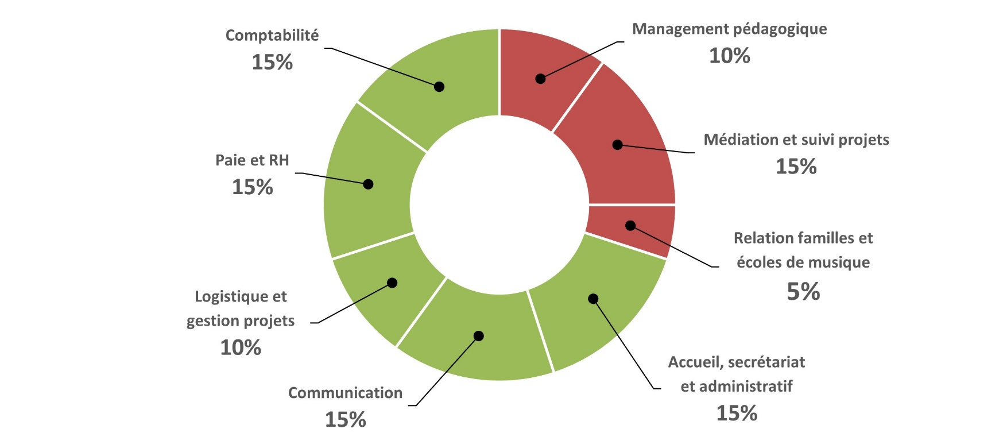 Comptabilité
15%
Management pédagogique
10%
Médiation et suivi projets
15%
Paie et RH
15%
Relation familles et
écoles de musique
5%
Logistique et
gestion projets
10%
Accueil, secrétariat
et administratif
15%
Communication
15%